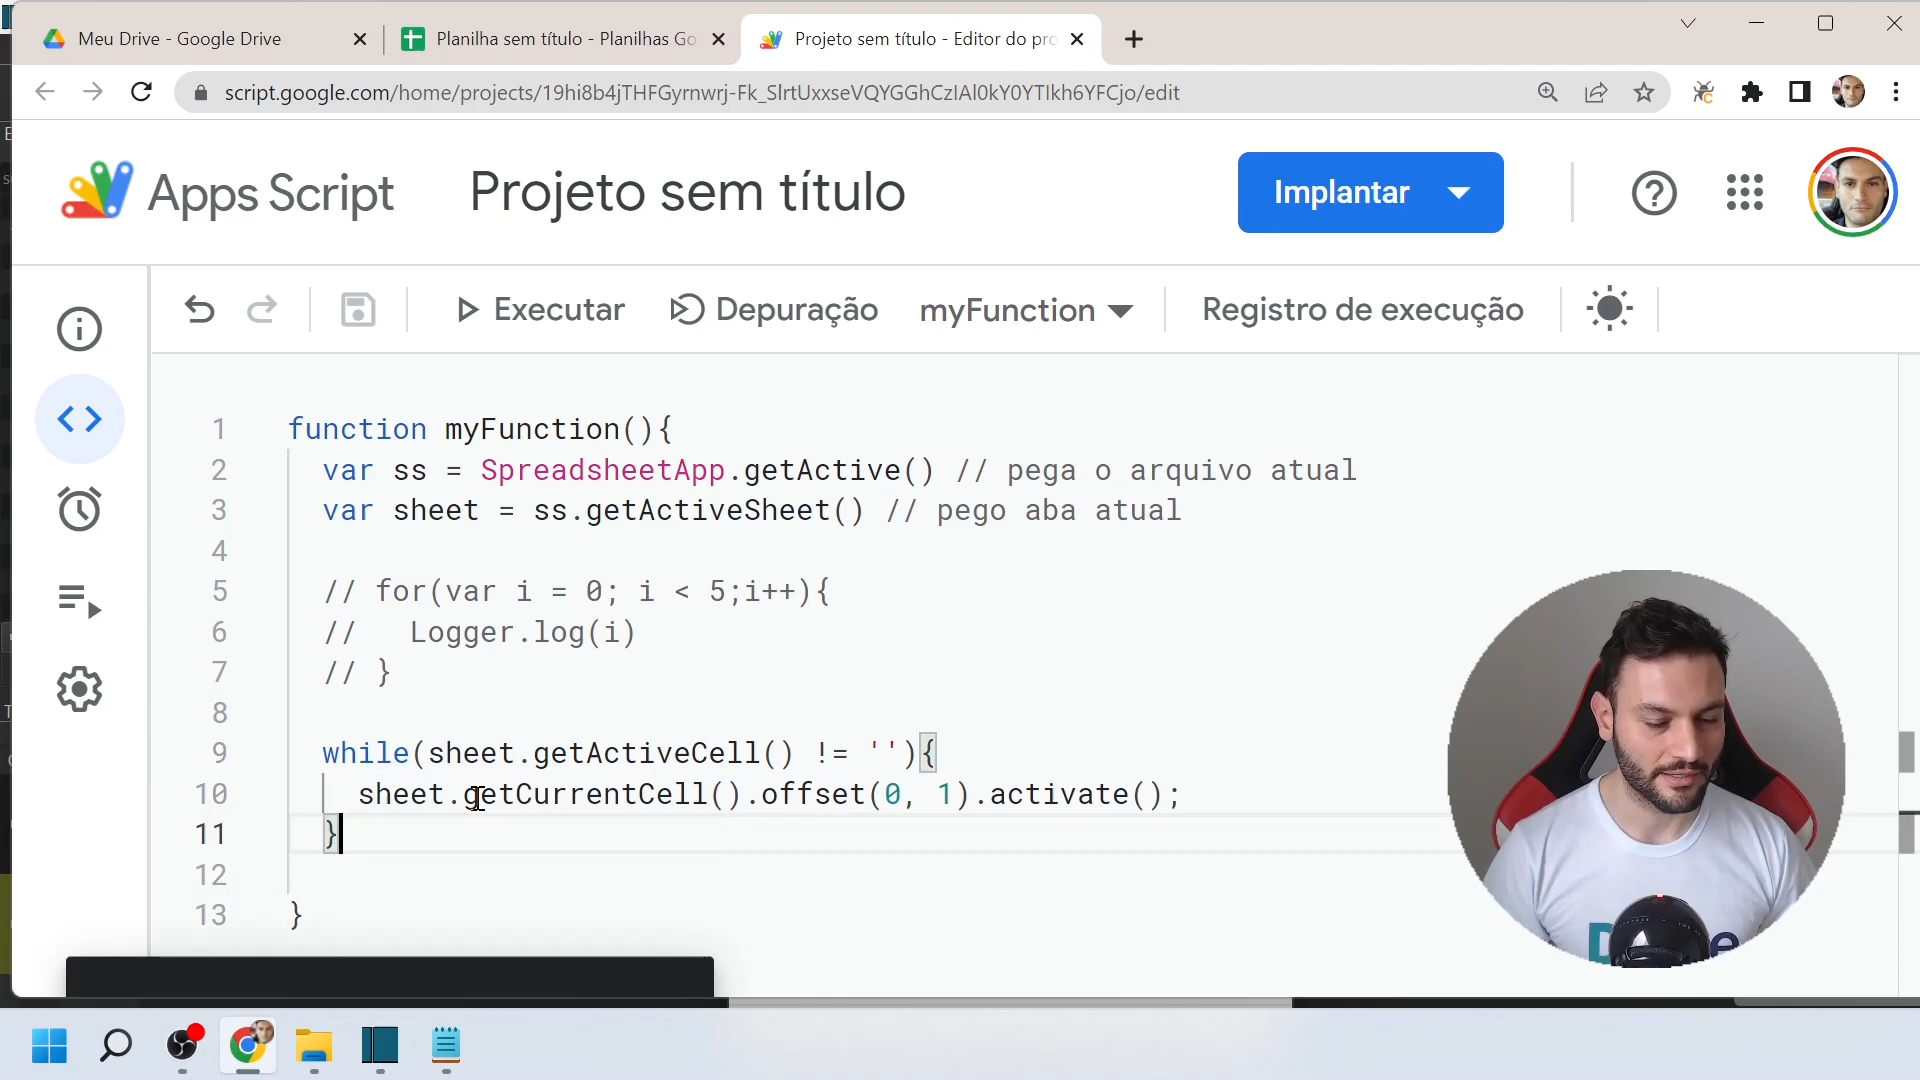 Meu Drive - Google Drive
Planilha sem título - Planilhas Go
Projeto sem título - Editor do pro
script.google.com/home/projects/19hi8b4jTHFGyrnwrj-Fk_SlrtUxxseVQYGGhCzIAl0kY0YTIkh6YFCjo/edit
Apps Script
Projeto sem título
Implantar
Executar
Depuração
myFunction
Registro de execução
1 function myFunction(){
2 var ss = SpreadsheetApp.getActive() // pega o arquivo atual
3 var sheet = ss.getActiveSheet() // pego aba atual
4
5 // for(var i = 0; i < 5;i++){
6 // Logger.log(i)
7 // }
8
9 while(sheet.getActiveCell() != ''){
10 sheet.getCurrentCell().offset(0, 1).activate();
11 }
12
13 }